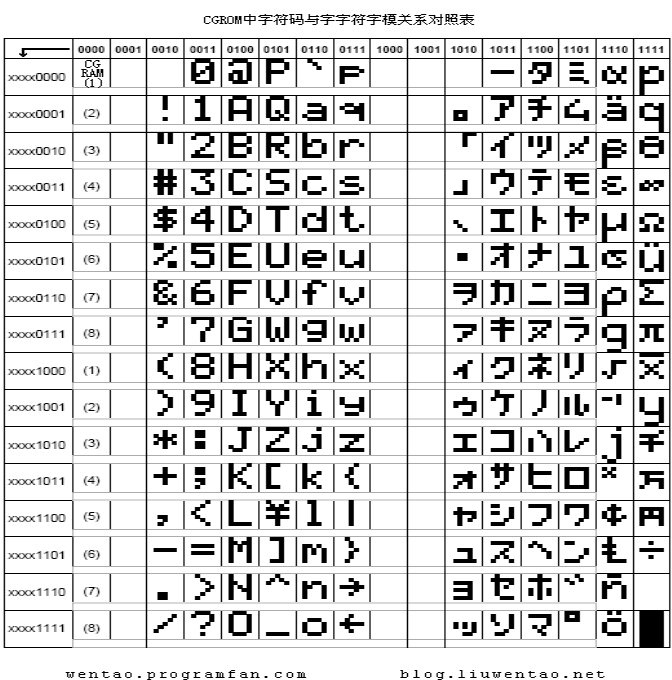 CGROM中字符码与字字符字模关系对照表
0000 0001 0010 0011 0100 0101 0110 0111 1000 1001 1010 1011 1100 1101 1110 1111
xxxx0000 CG RAM (1) 0 @ P ` p ー タ ミ α p
xxxx0001 (2) ! 1 A Q a q 。 ア チ ム ä q
xxxx0010 (3) " 2 B R b r 「 イ ツ メ β θ
xxxx0011 (4) # 3 C S c s 」 ウ テ モ ε ∞
xxxx0100 (5) $ 4 D T d t 、 エ ト ヤ μ Ω
xxxx0101 (6) % 5 E U e u ・ オ ナ ユ σ ü
xxxx0110 (7) & 6 F V f v ヲ カ ニ ヨ ρ Σ
xxxx0111 (8) ' 7 G W g w ァ キ ヌ ラ g π
xxxx1000 (1) ( 8 H X h x ィ ク ネ リ √ x̄
xxxx1001 (2) ) 9 I Y i y ゥ ケ ノ ル ⁻¹ y
xxxx1010 (3) * : J Z j z ェ コ ハ レ j 千
xxxx1011 (4) + ; K [ k { ォ サ ヒ ロ ˣ 万
xxxx1100 (5) , < L ¥ l | ャ シ フ ワ ¢ 円
xxxx1101 (6) - = M ] m } ュ ス ヘ ン ÷
xxxx1110 (7) . > N ^ n → ョ セ ホ ゛ ñ
xxxx1111 (8) / ? O _ o ← ッ ソ マ ゜ ö █
wentao.programfan.com blog.liuwentao.net